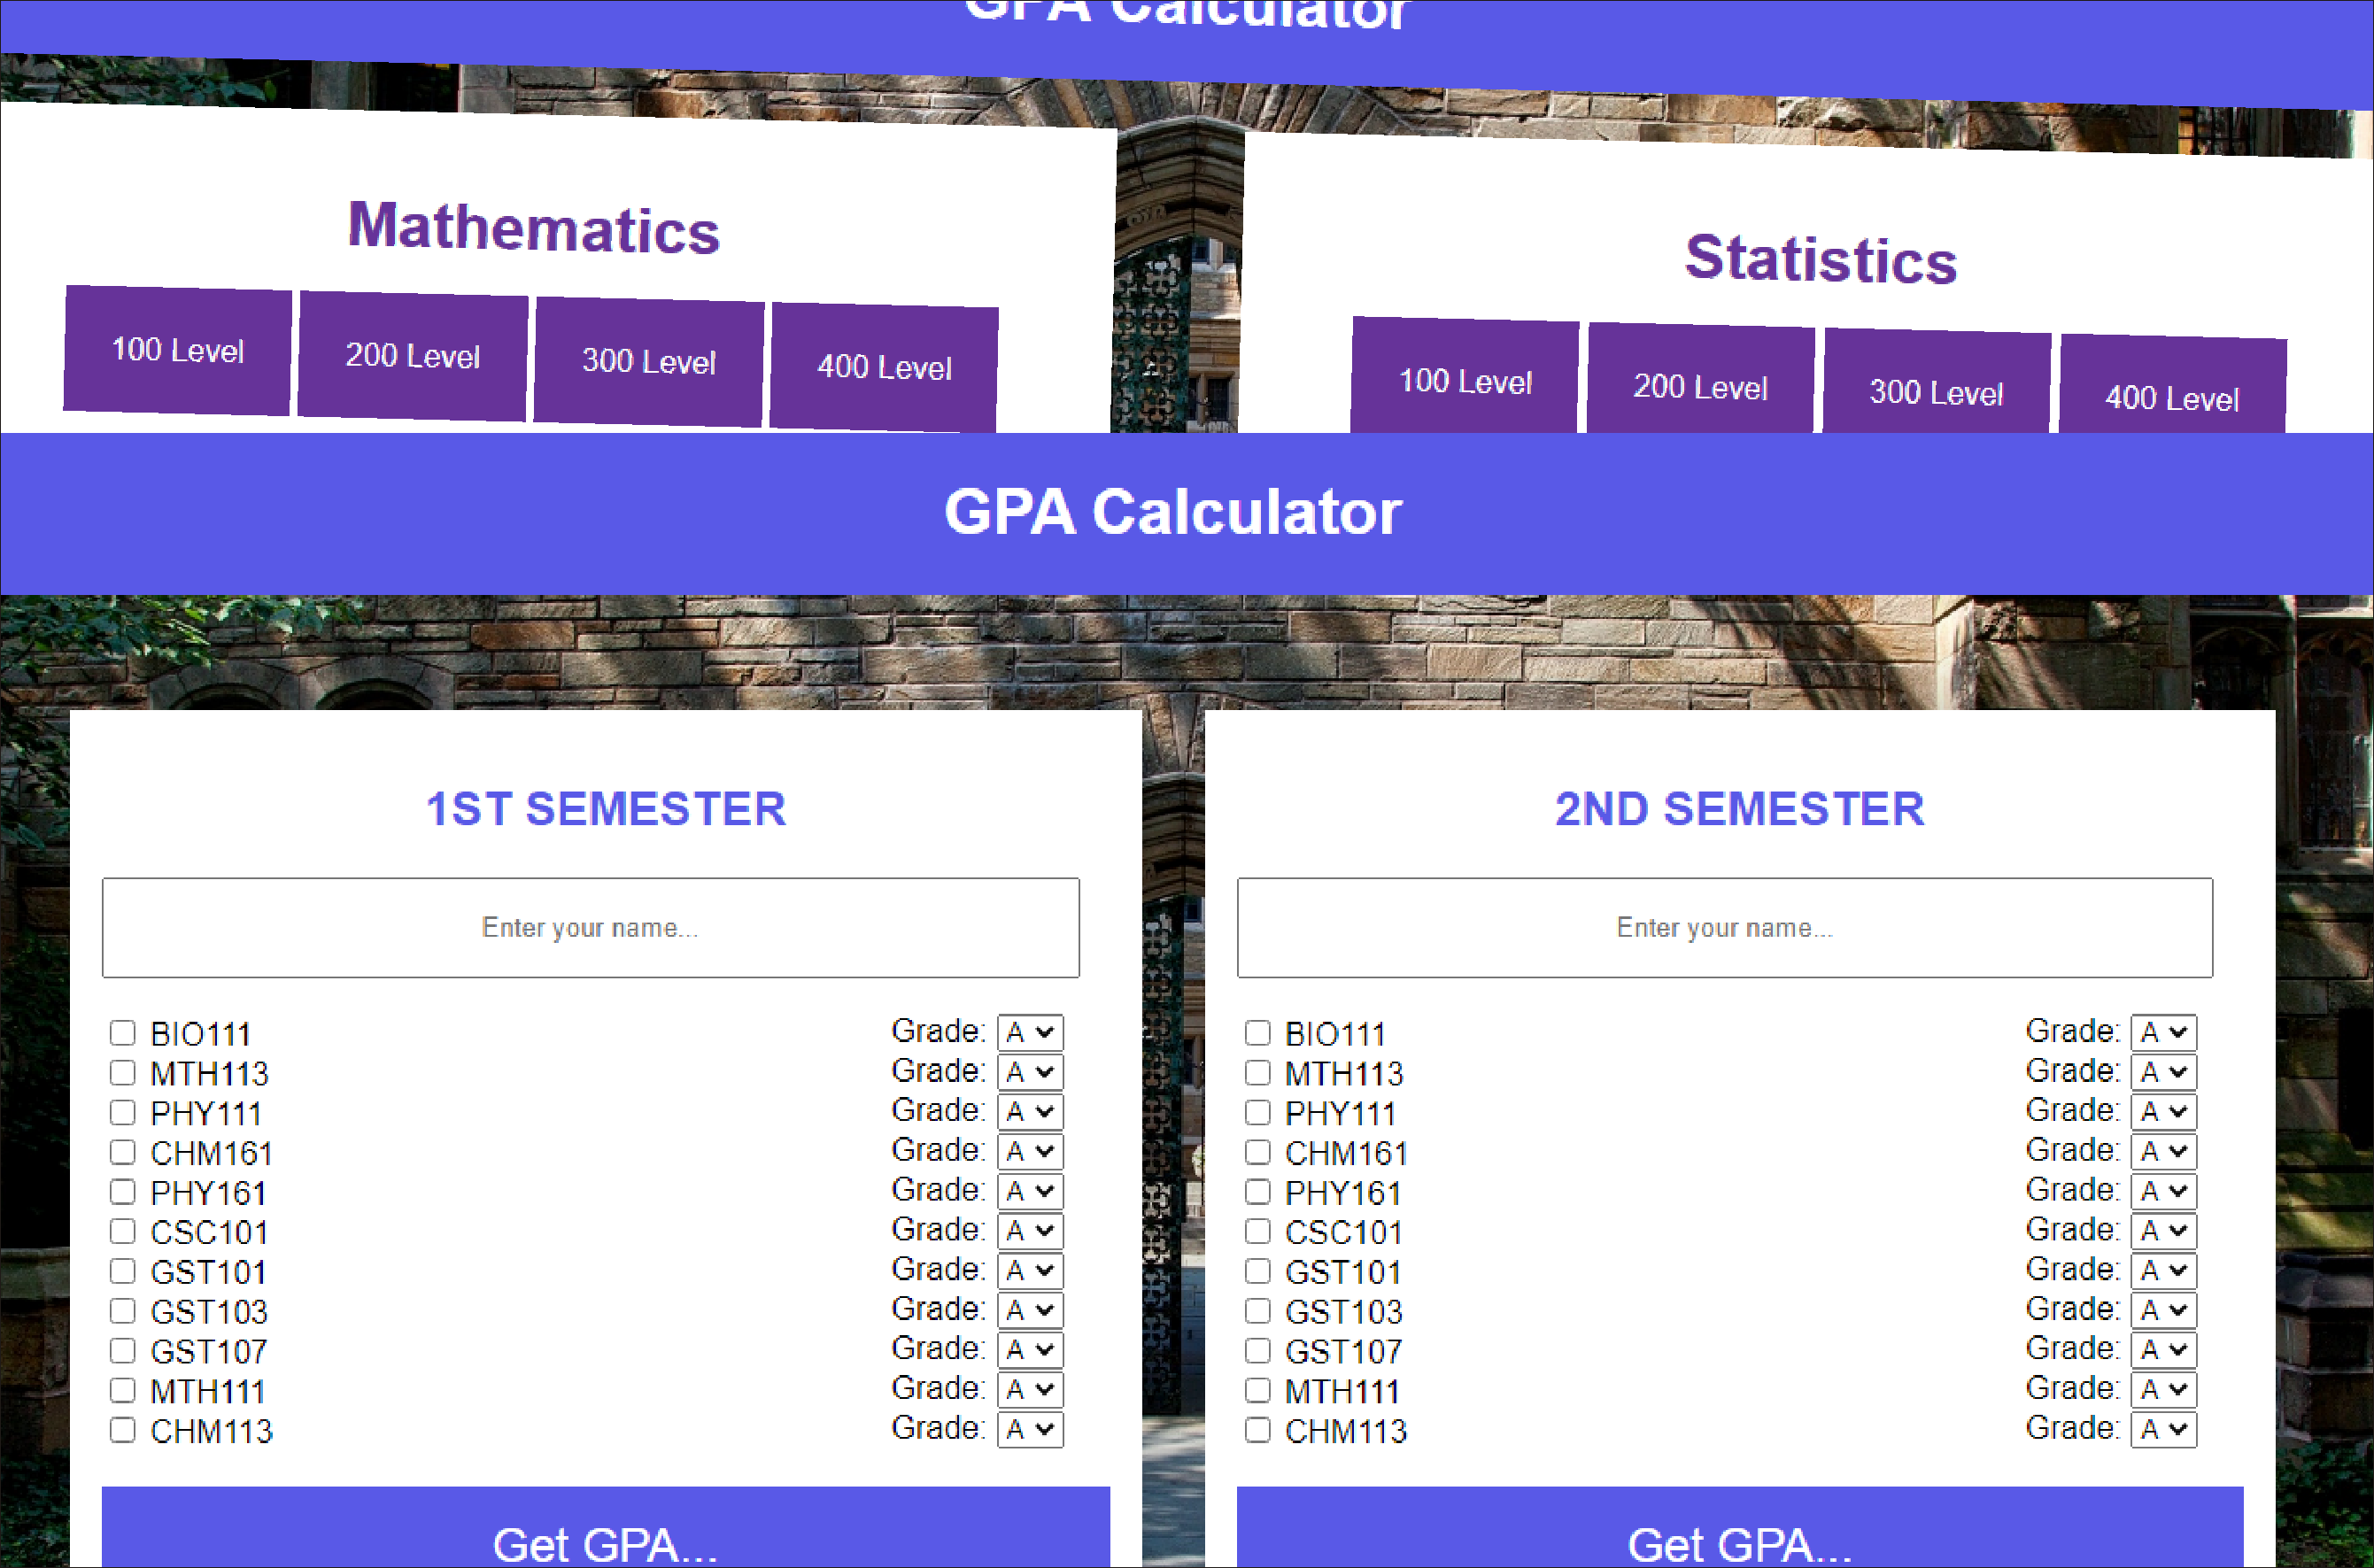 GPA Calculator
Mathematics
100 Level 200 Level 300 Level 400 Level
Statistics
100 Level 200 Level 300 Level 400 Level
GPA Calculator
1ST SEMESTER
Enter your name...
BIO111 Grade: A
MTH113 Grade: A
PHY111 Grade: A
CHM161 Grade: A
PHY161 Grade: A
CSC101 Grade: A
GST101 Grade: A
GST103 Grade: A
GST107 Grade: A
MTH111 Grade: A
CHM113 Grade: A
Get GPA...
2ND SEMESTER
Enter your name...
BIO111 Grade: A
MTH113 Grade: A
PHY111 Grade: A
CHM161 Grade: A
PHY161 Grade: A
CSC101 Grade: A
GST101 Grade: A
GST103 Grade: A
GST107 Grade: A
MTH111 Grade: A
CHM113 Grade: A
Get GPA...